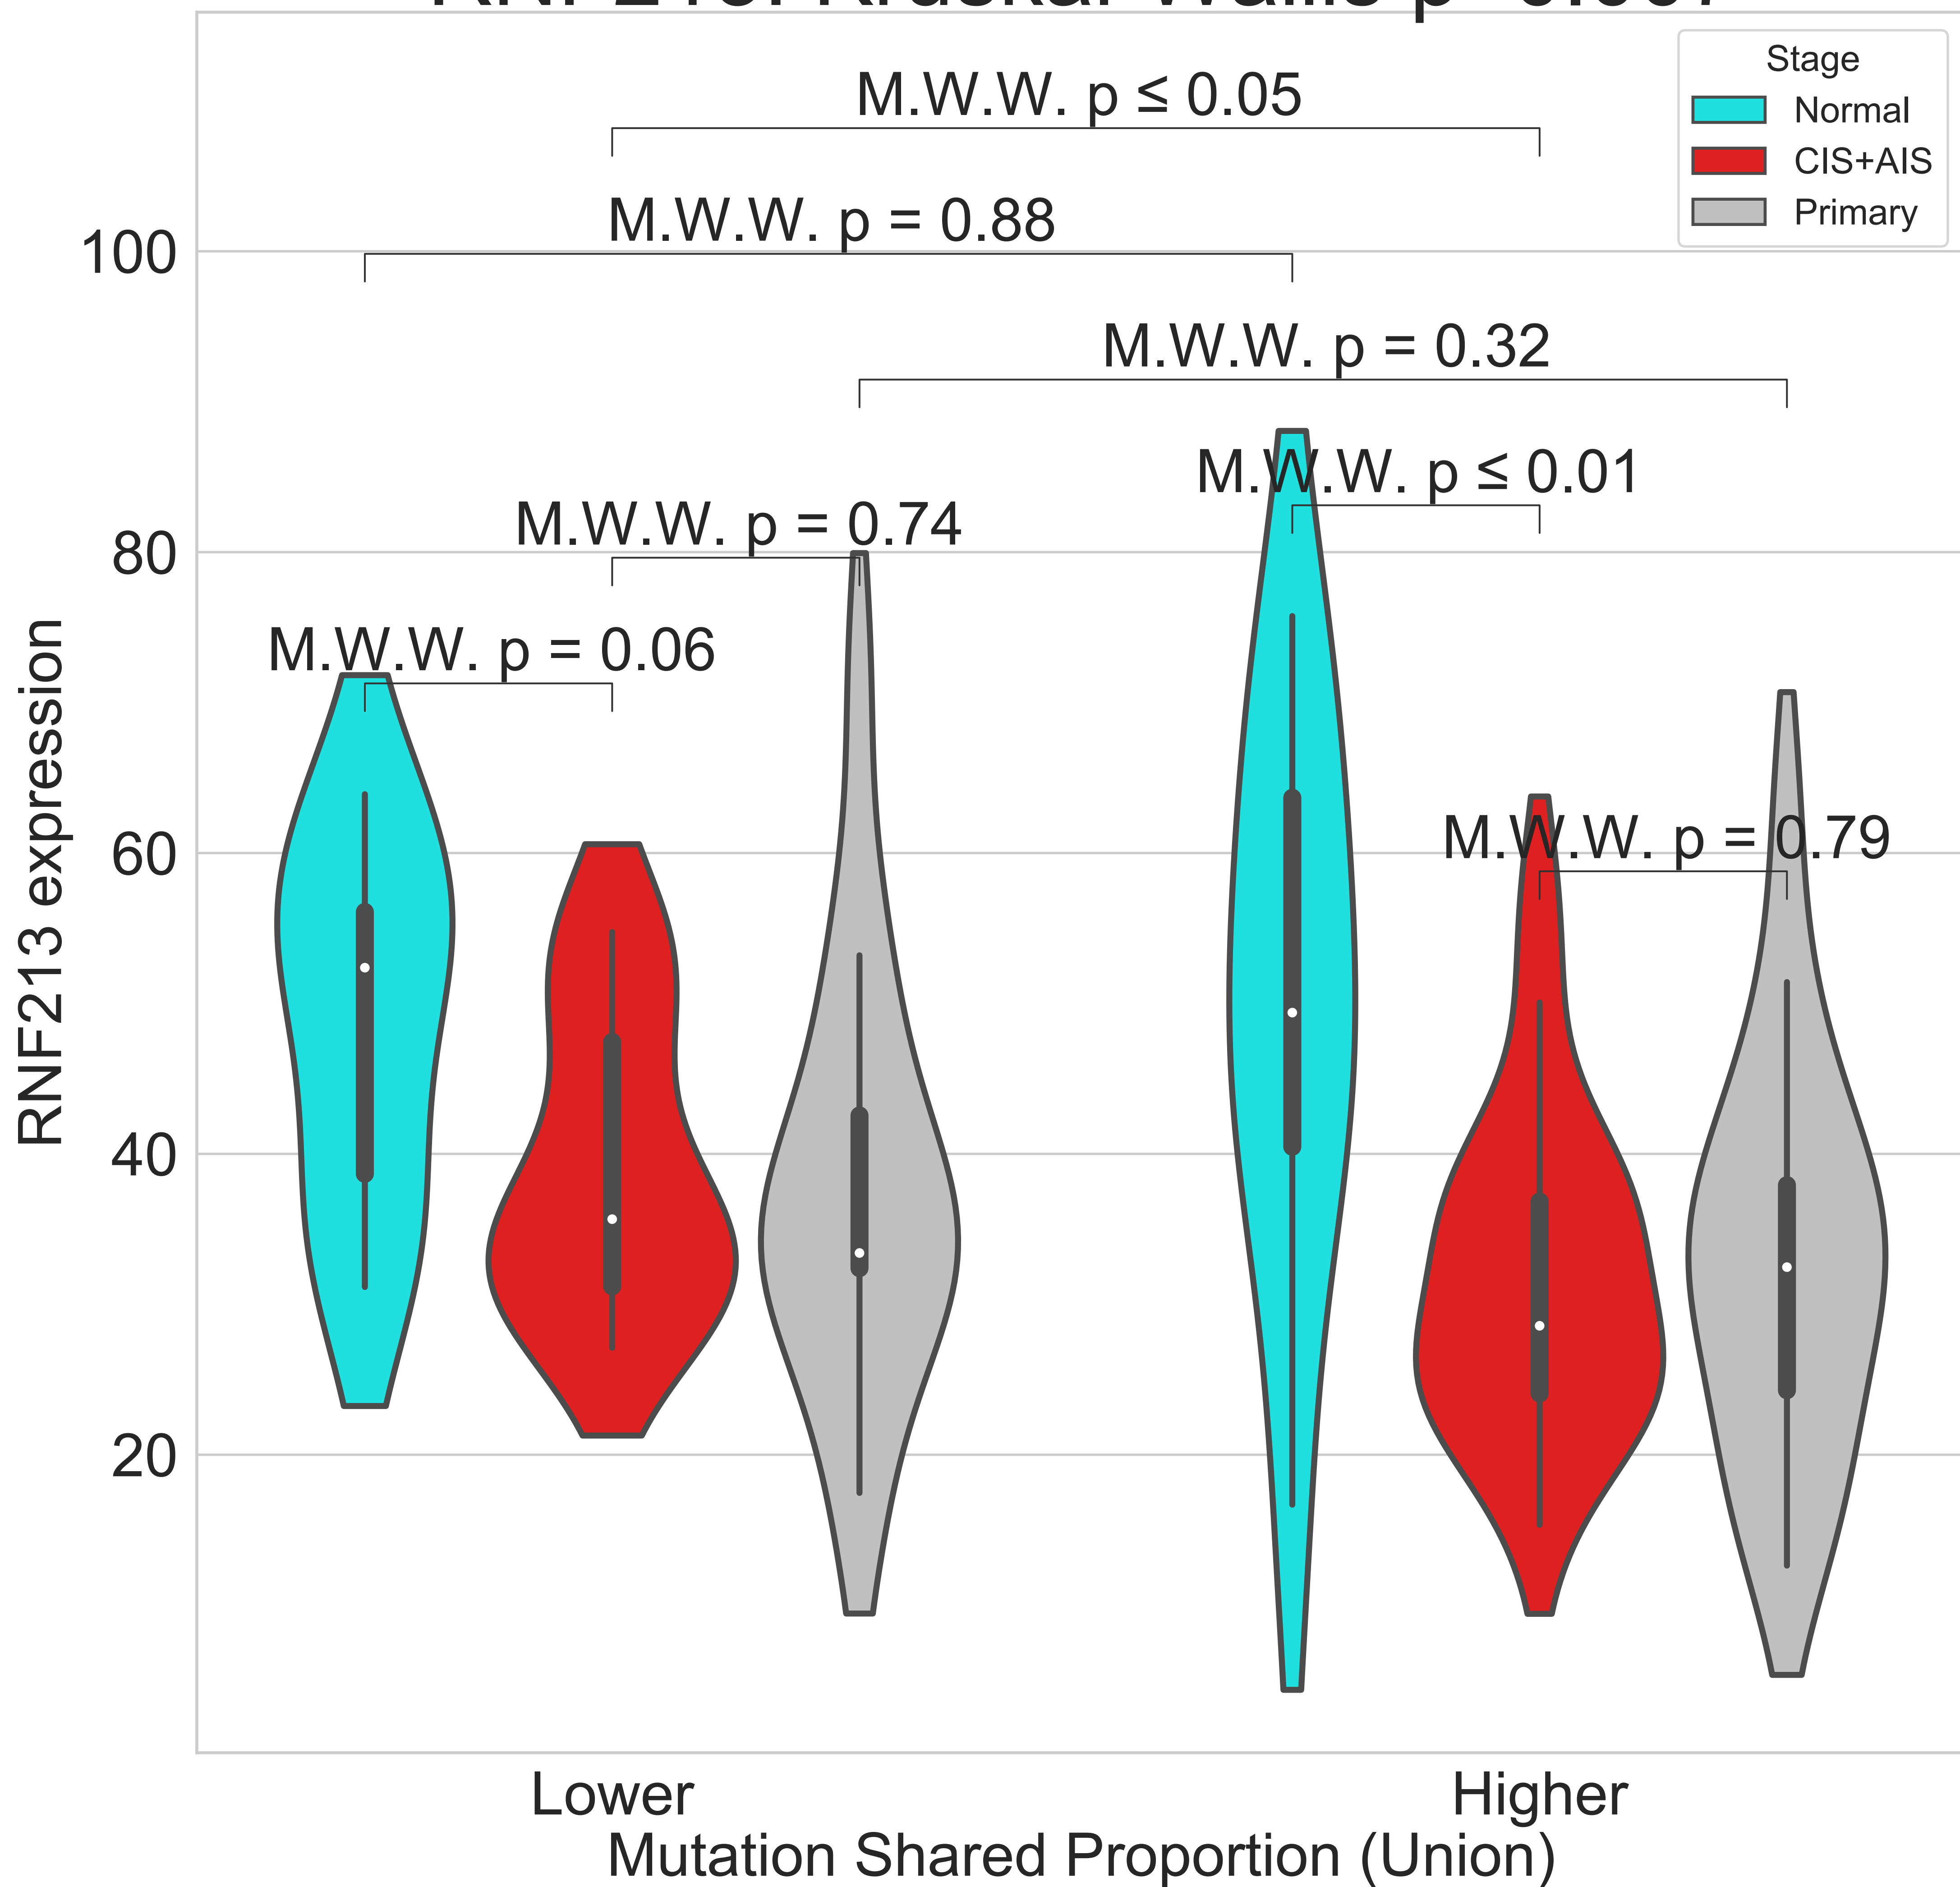 Stage
Normal
CIS+AIS
Primary
M.W.W. p ≤ 0.05
M.W.W. p = 0.88
M.W.W. p = 0.32
M.W.W. p ≤ 0.01
M.W.W. p = 0.74
M.W.W. p = 0.06
M.W.W. p = 0.79
100
80
60
40
20
RNF213 expression
Lower
Higher
Mutation Shared Proportion (Union)